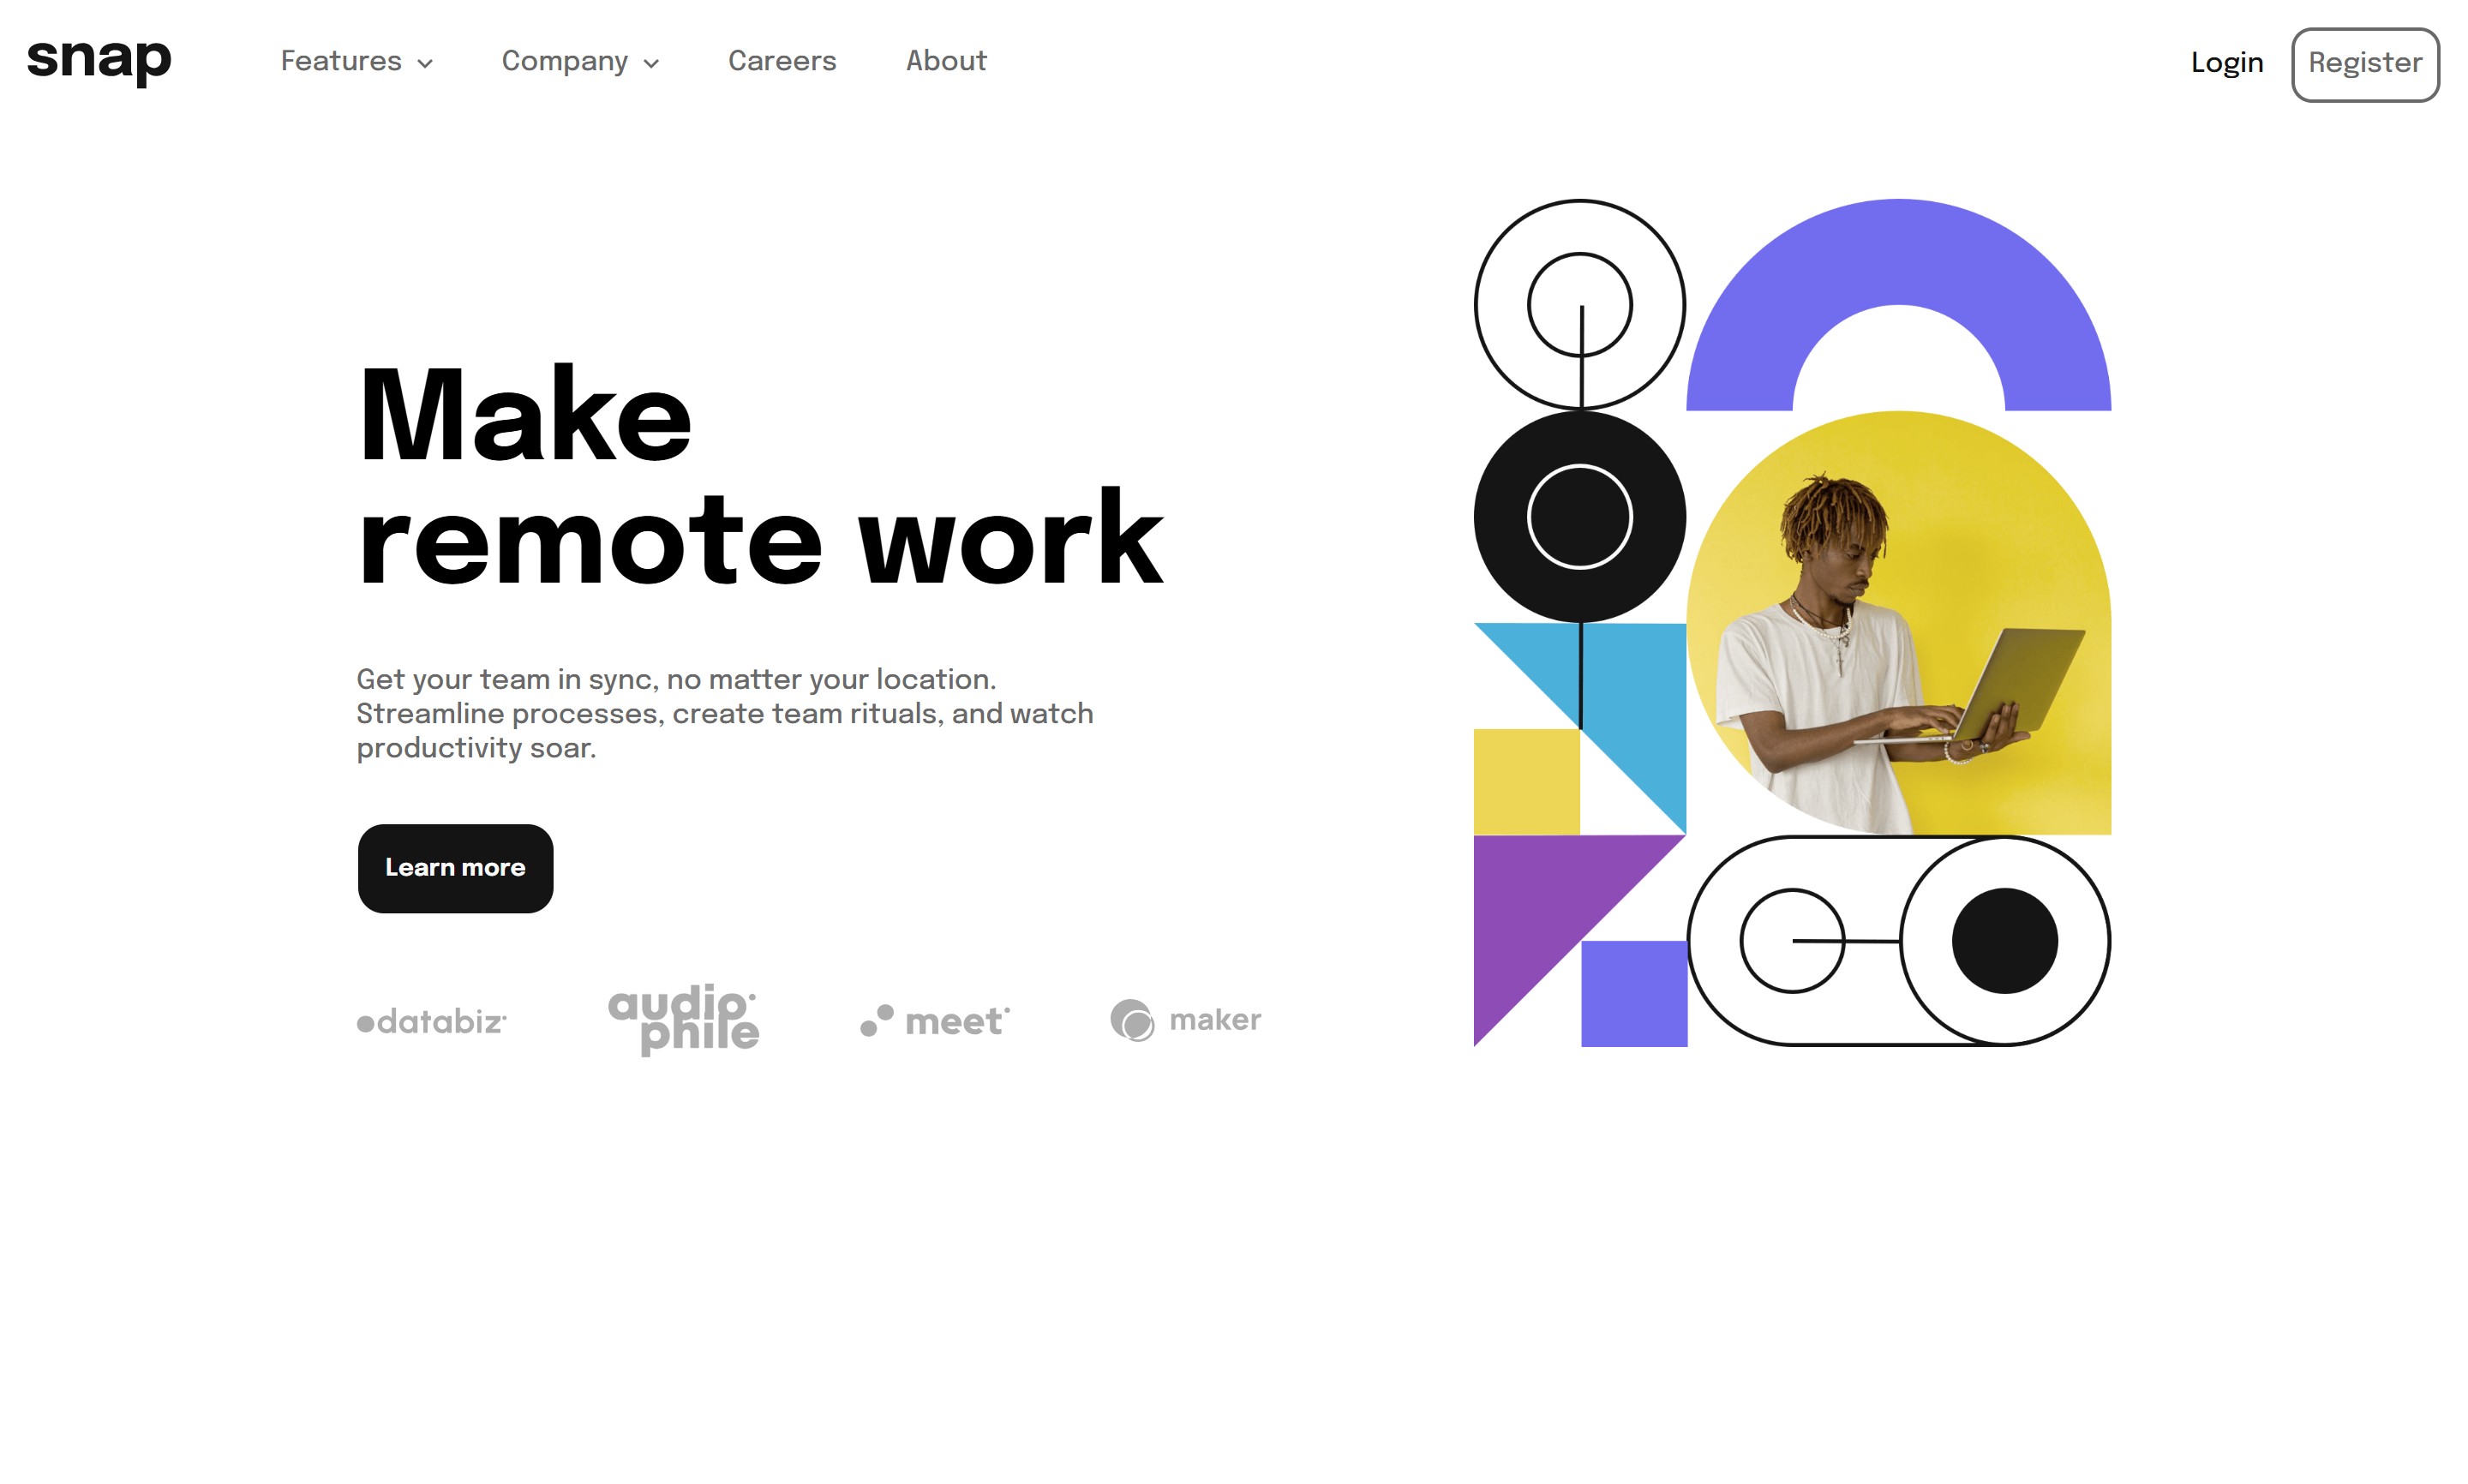 snap
Features
Company
Careers
About
Login
Register
Make
remote work
Get your team in sync, no matter your location.
Streamline processes, create team rituals, and watch
productivity soar.
Learn more
databiz
audio
phile
meet
maker